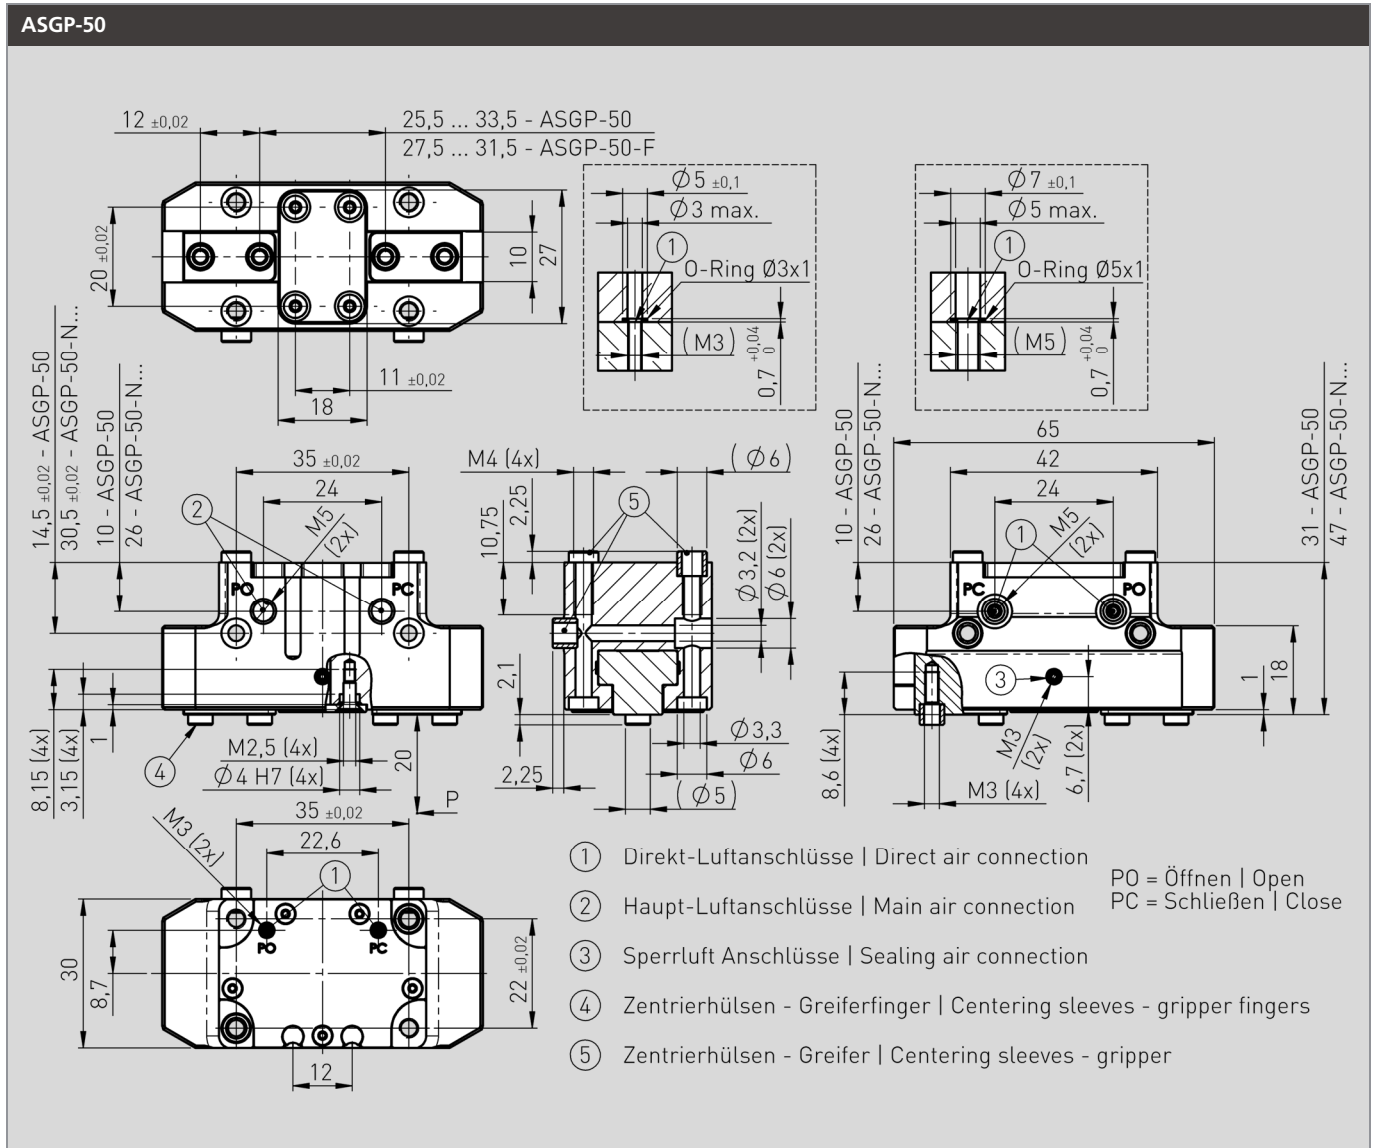 ASGP-50
12 ±0,02
25,5 ... 33,5 - ASGP-50
27,5 ... 31,5 - ASGP-50-F
20 ±0,02
10
27
11 ±0,02
18
Ø5 ±0,1
Ø3 max.
1
O-Ring Ø3x1
(M3)
0,7 +0,04 0
Ø7 ±0,1
Ø5 max.
1
O-Ring Ø5x1
(M5)
0,7 +0,04 0
14,5 ±0,02 - ASGP-50
30,5 ±0,02 - ASGP-50-N...
10 - ASGP-50
26 - ASGP-50-N...
35 ±0,02
24
2
M5
(2x)
PO
PC
8,15 (4x)
3,15 (4x)
1
4
M2,5 (4x)
Ø4 H7 (4x)
20
P
M4 (4x)
(Ø6)
2,25
10,75
5
Ø3,2 (2x)
Ø6 (2x)
2,1
2,25
Ø3,3
Ø6
(Ø5)
10 - ASGP-50
26 - ASGP-50-N...
65
42
24
1
M5
(2x)
PC
PO
31 - ASGP-50
47 - ASGP-50-N...
3
8,6 (4x)
M3
(2x)
M3 (4x)
6,7 (2x)
1
18
35 ±0,02
M3 (2x)
22,6
1
PO
PC
30
8,7
22 ±0,02
12
1 Direkt-Luftanschlüsse | Direct air connection
2 Haupt-Luftanschlüsse | Main air connection
3 Sperrluft Anschlüsse | Sealing air connection
4 Zentrierhülsen - Greiferfinger | Centering sleeves - gripper fingers
5 Zentrierhülsen - Greifer | Centering sleeves - gripper
PO = Öffnen | Open
PC = Schließen | Close